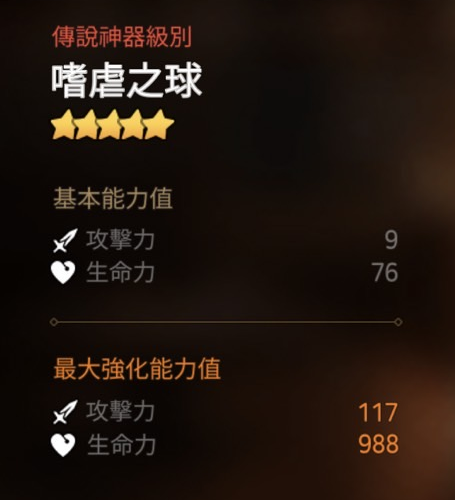 傳說神器級別
嗜虐之球
基本能力值
攻擊力 9
生命力 76
最大強化能力值
攻擊力 117
生命力 988